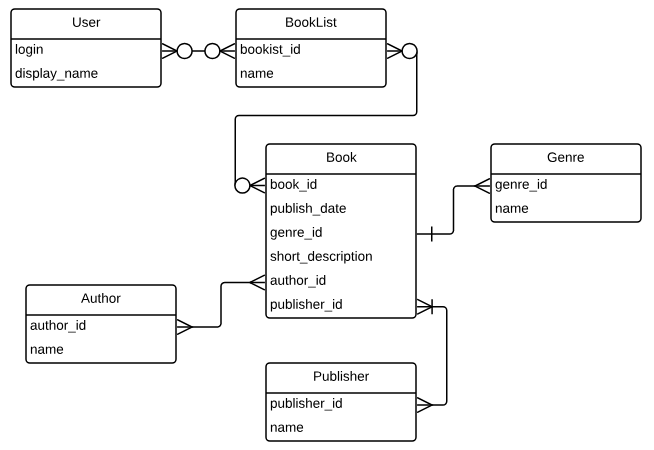 User
login
display_name
BookList
bookist_id
name
Book
book_id
publish_date
genre_id
short_description
author_id
publisher_id
Genre
genre_id
name
Author
author_id
name
Publisher
publisher_id
name